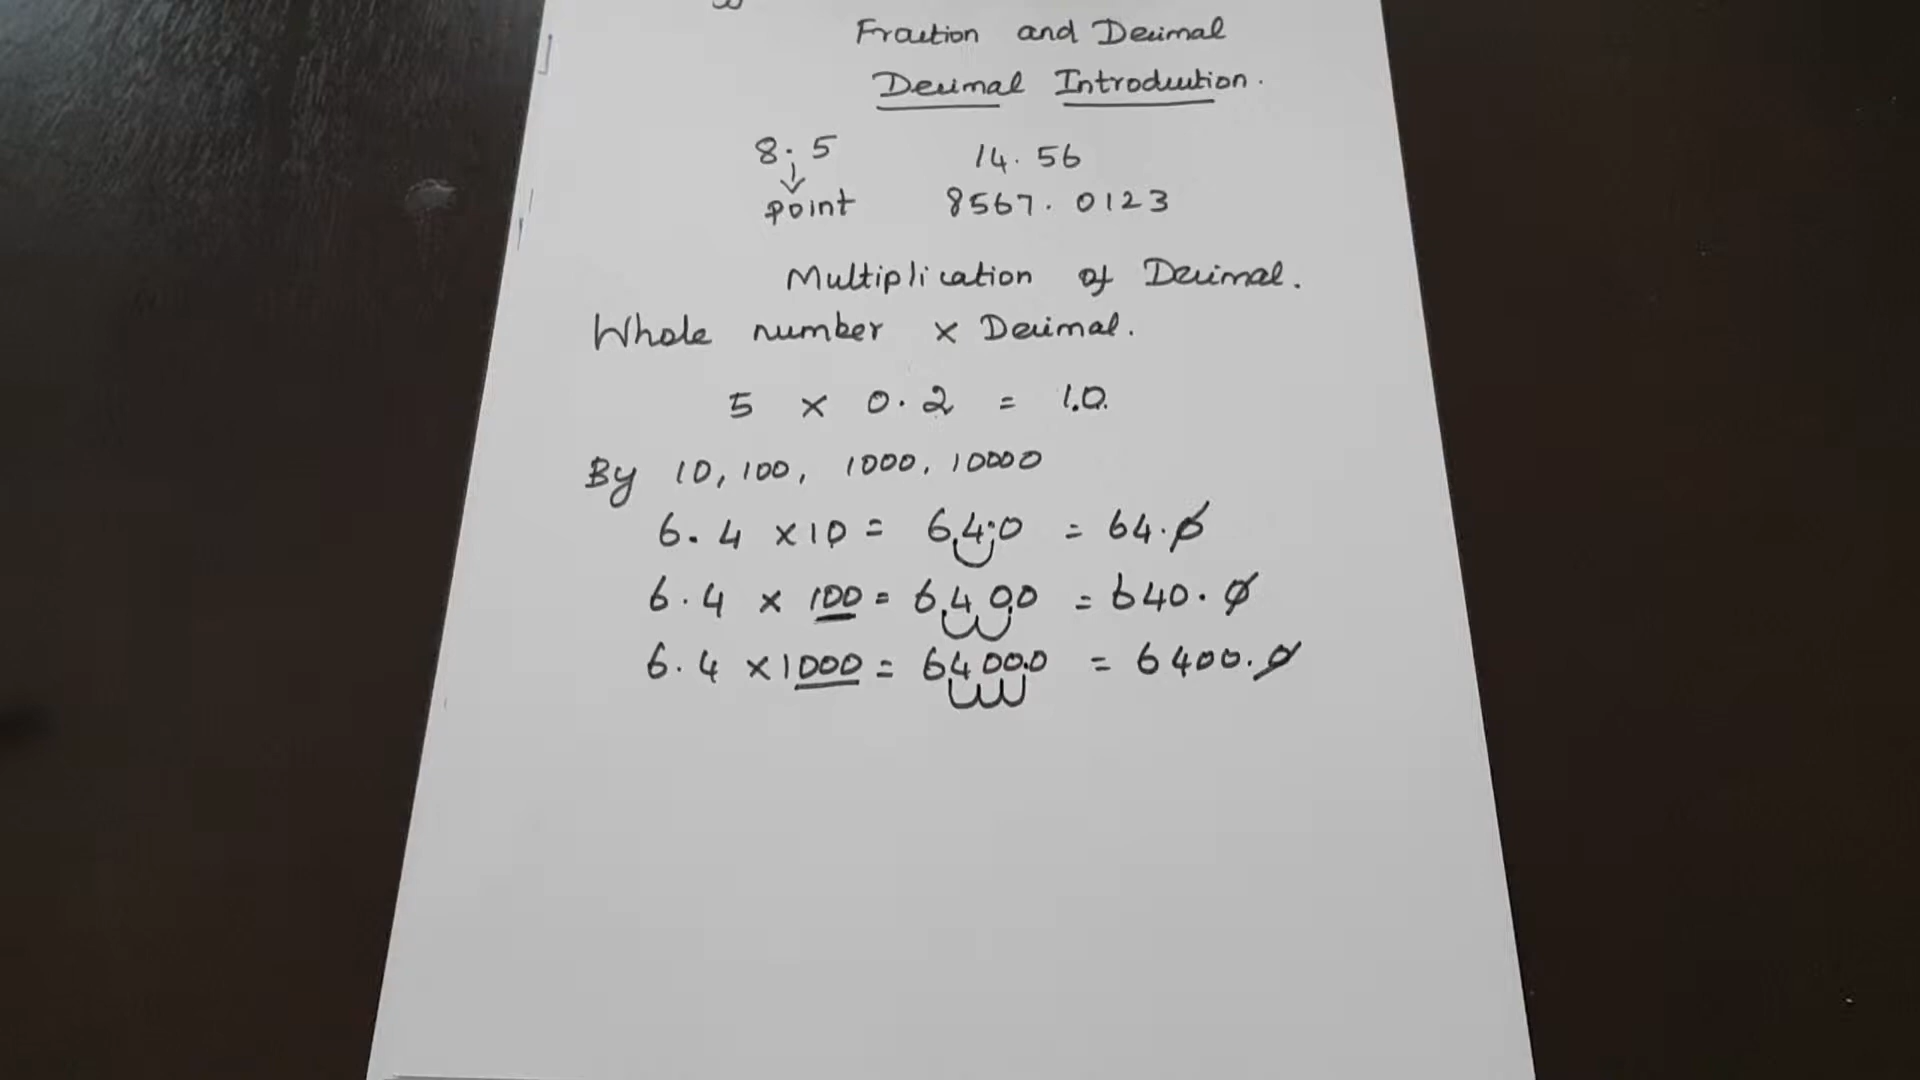 Fraction and Decimal
Decimal Introduction.
8.5 14.56
point 8567.0123
Multiplication of Decimal.
Whole number × Decimal.
5 × 0.2 = 1.0.
By 10, 100, 1000, 10000
6.4 ×10 = 64.0 = 64.0
6.4 × 100 = 640.0 = 640.0
6.4 ×1000 = 6400.0 = 6400.0